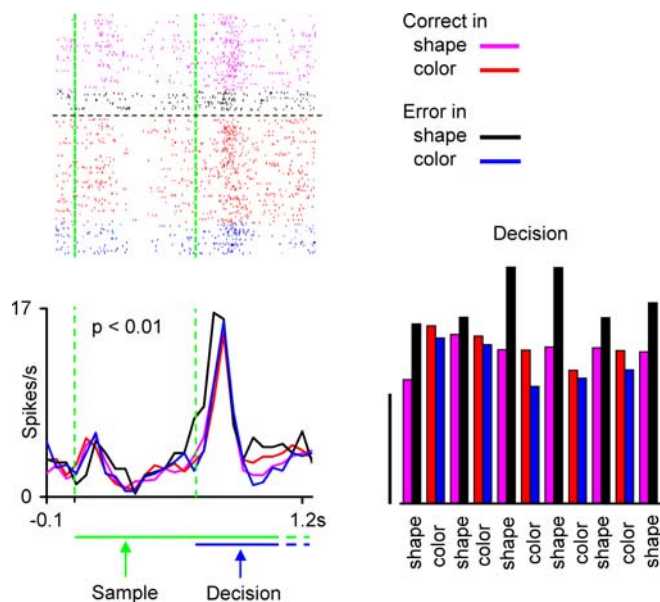 Correct in
shape
color
Error in
shape
color
Decision
17
p < 0.01
Spikes/s
0
-0.1
1.2s
Sample
Decision
shape
color
shape
color
shape
color
shape
color
shape
color
shape